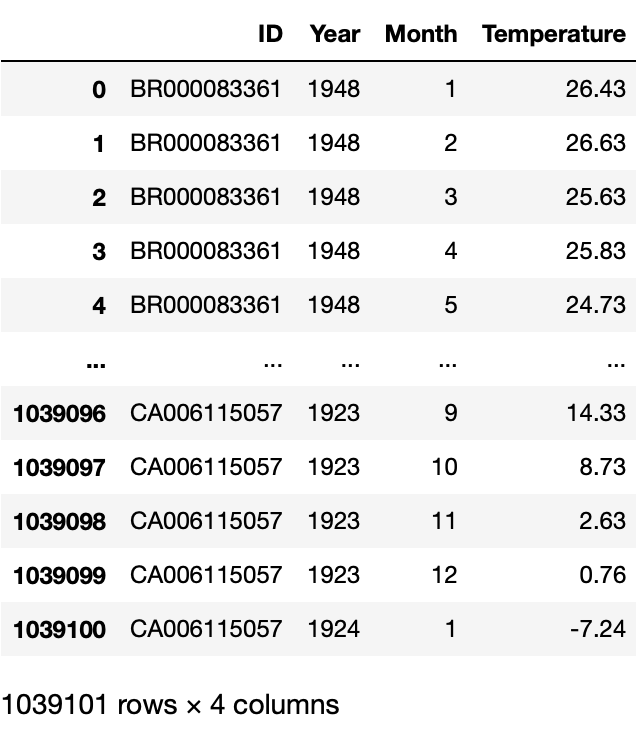 ID Year Month Temperature
0 BR000083361 1948 1 26.43
1 BR000083361 1948 2 26.63
2 BR000083361 1948 3 25.63
3 BR000083361 1948 4 25.83
4 BR000083361 1948 5 24.73
... ... ... ... ...
1039096 CA006115057 1923 9 14.33
1039097 CA006115057 1923 10 8.73
1039098 CA006115057 1923 11 2.63
1039099 CA006115057 1923 12 0.76
1039100 CA006115057 1924 1 -7.24
1039101 rows × 4 columns